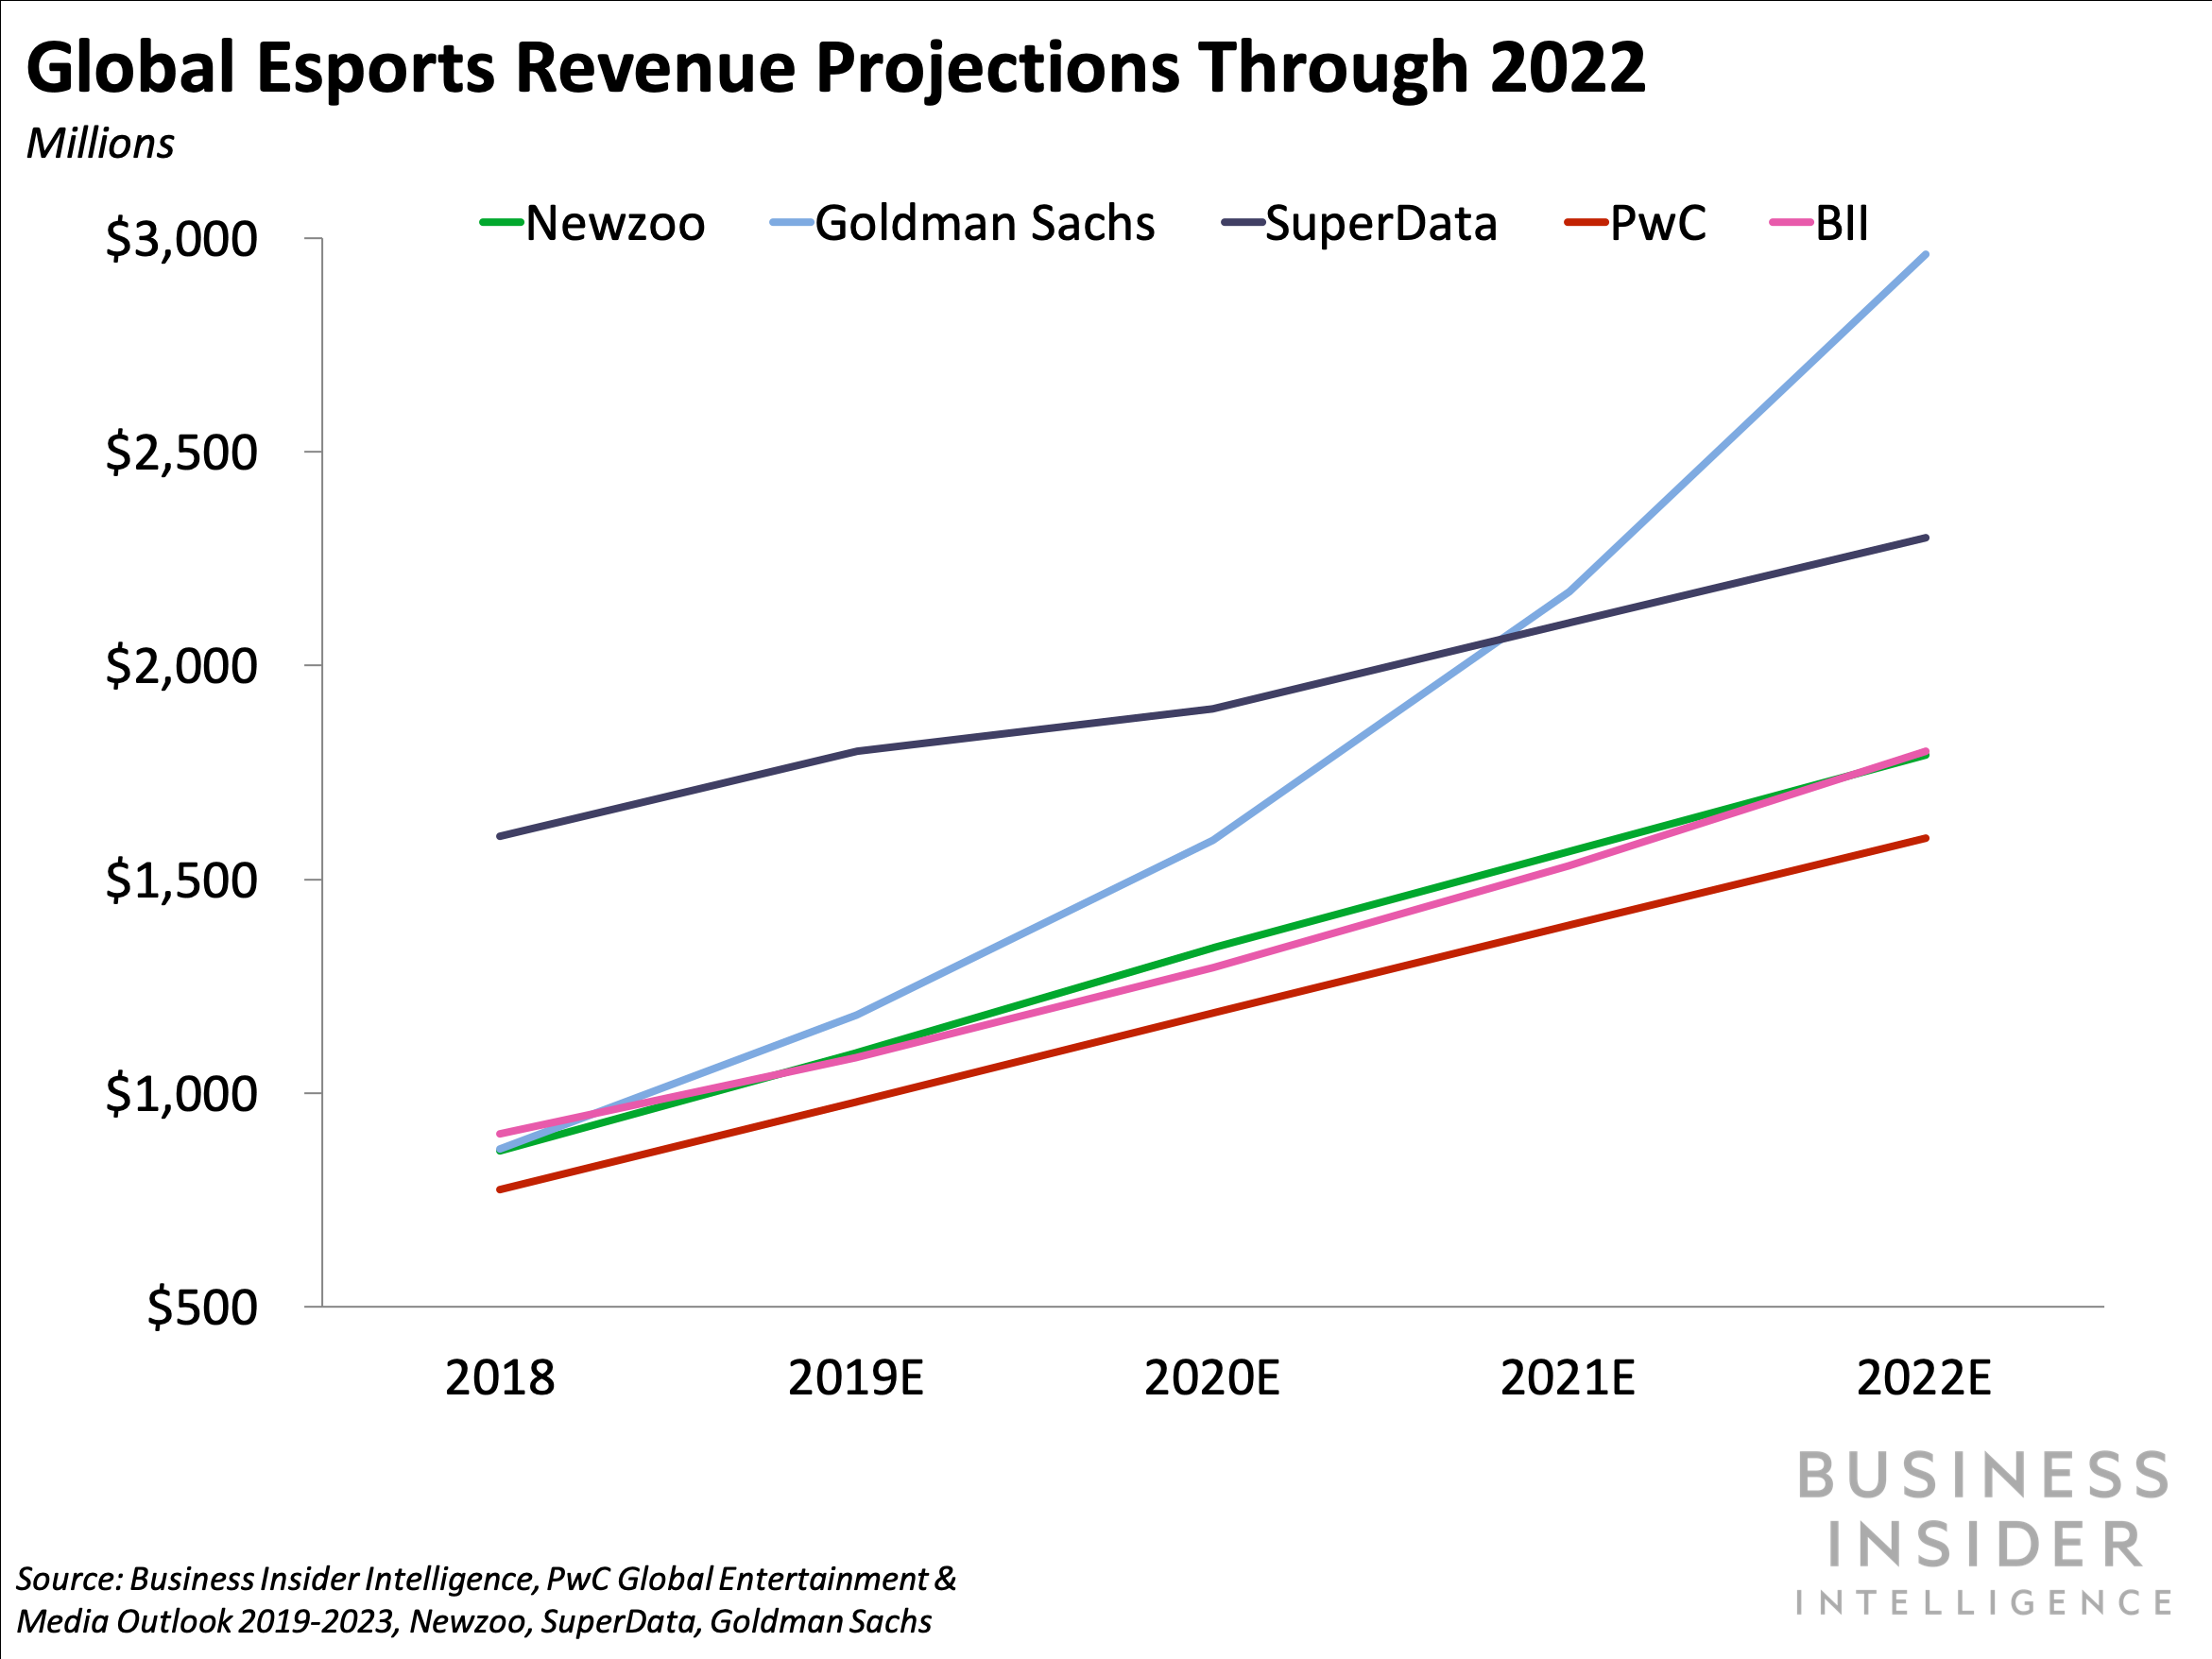 Global Esports Revenue Projections Through 2022
Millions
Newzoo Goldman Sachs SuperData PwC BII
$3,000
$2,500
$2,000
$1,500
$1,000
$500
2018 2019E 2020E 2021E 2022E
BUSINESS
INSIDER
INTELLIGENCE
Source: Business Insider Intelligence, PwC Global Entertainment &
Media Outlook 2019-2023, Newzoo, SuperData, Goldman Sachs